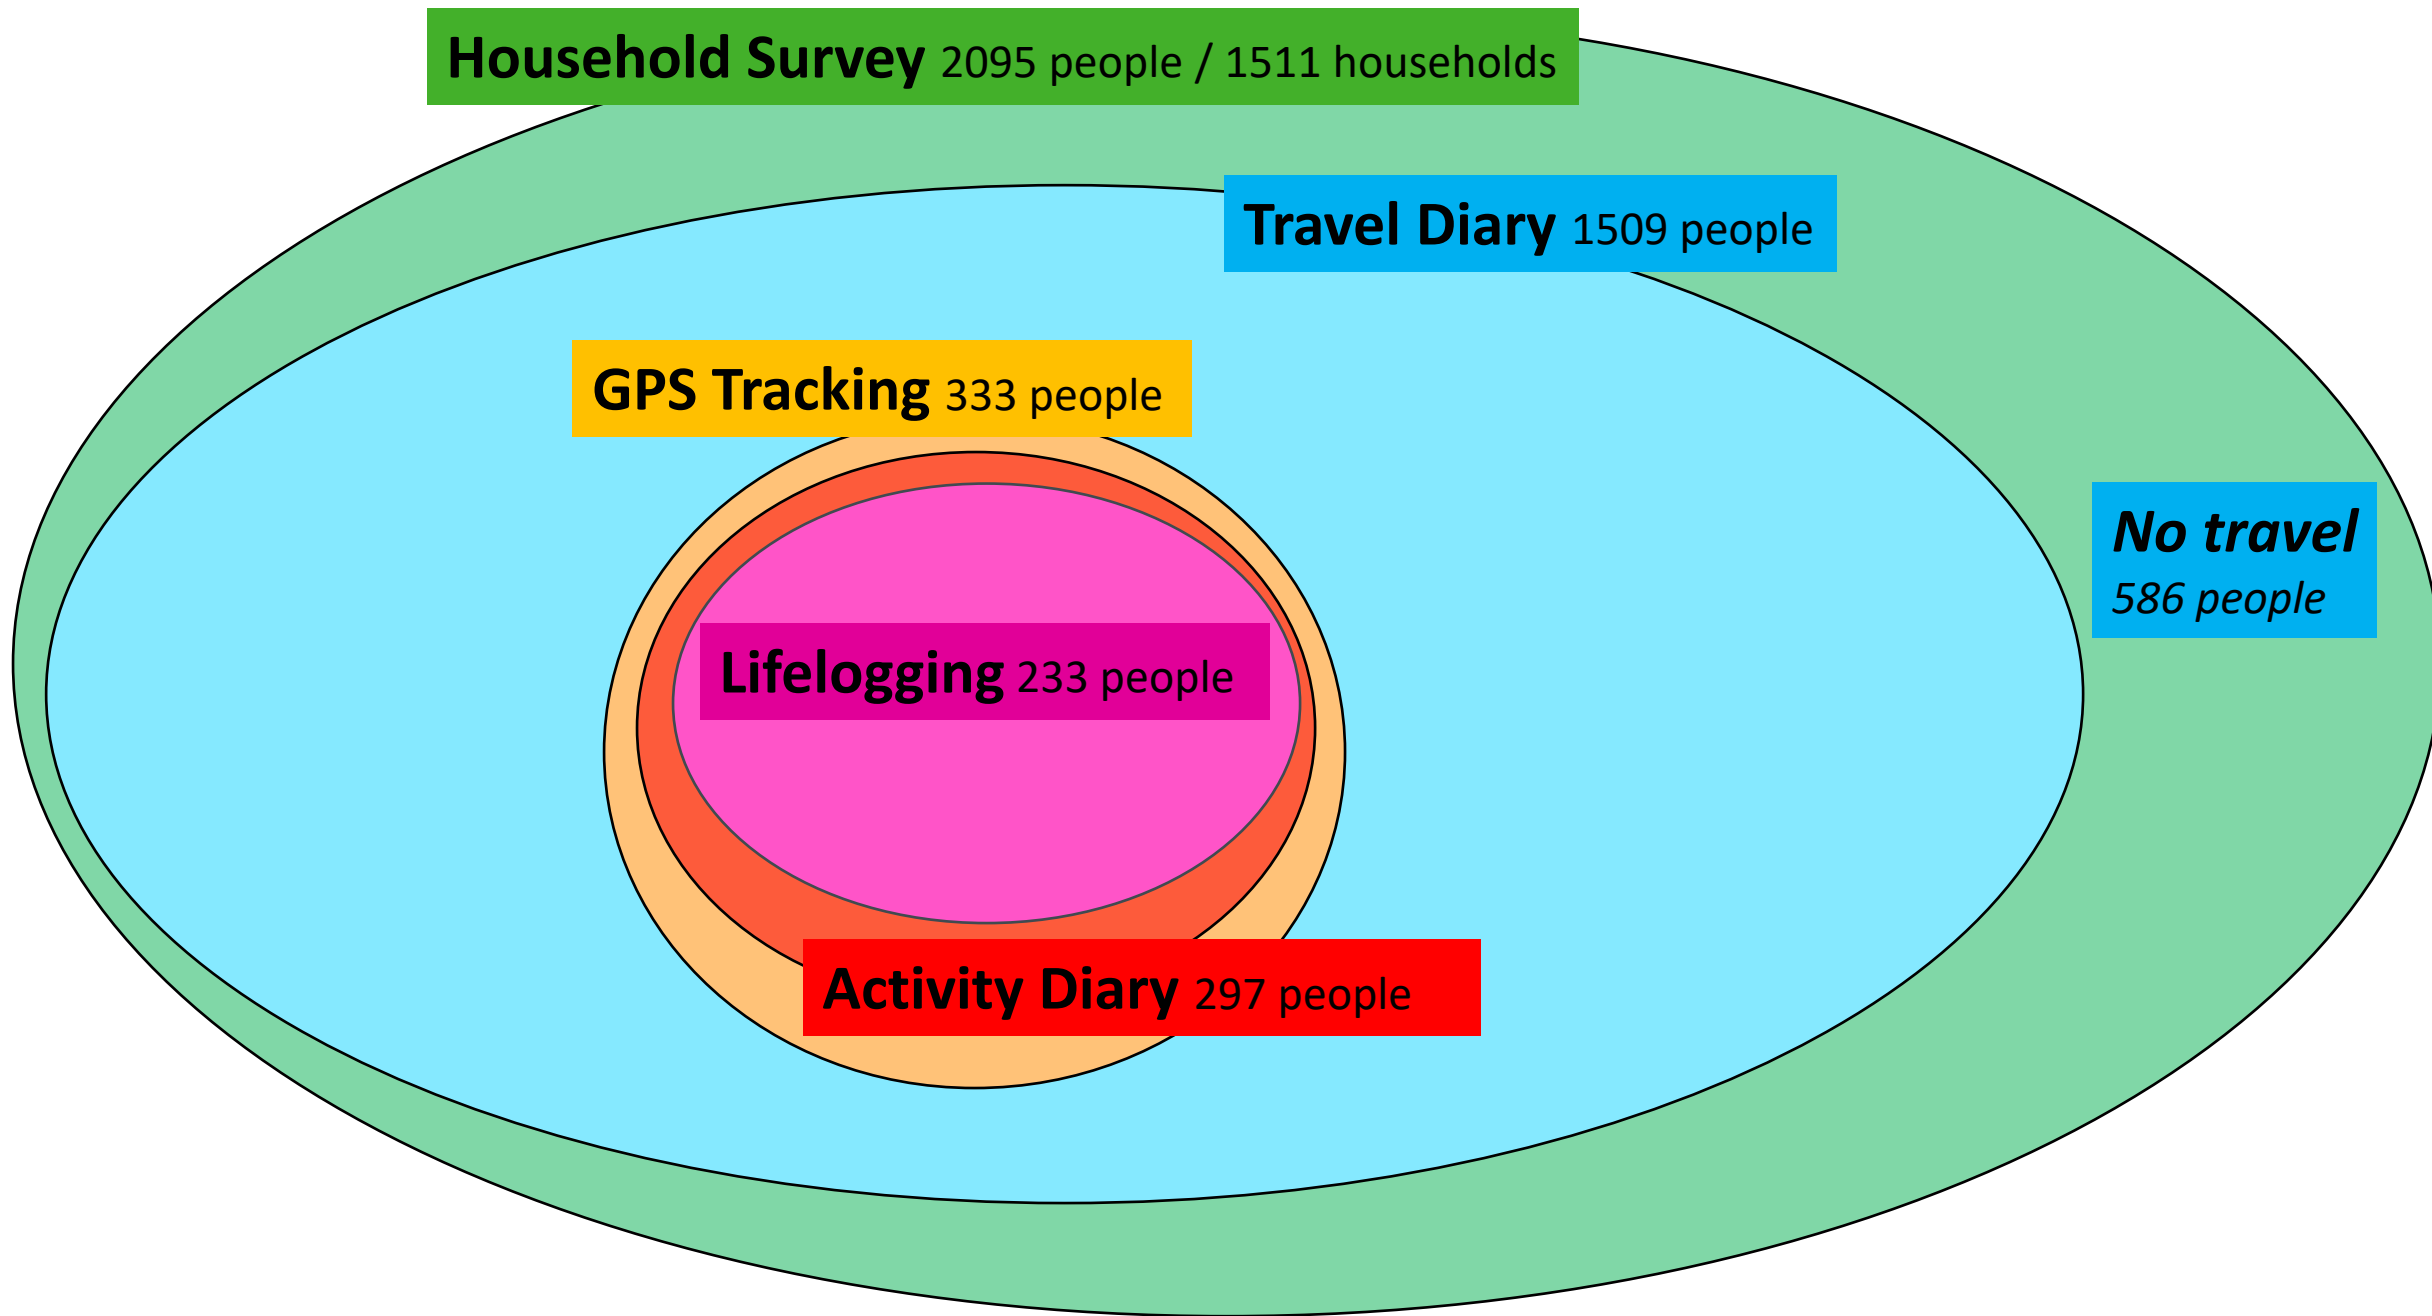 Household Survey 2095 people / 1511 households
Travel Diary 1509 people
GPS Tracking 333 people
No travel
586 people
Lifelogging 233 people
Activity Diary 297 people